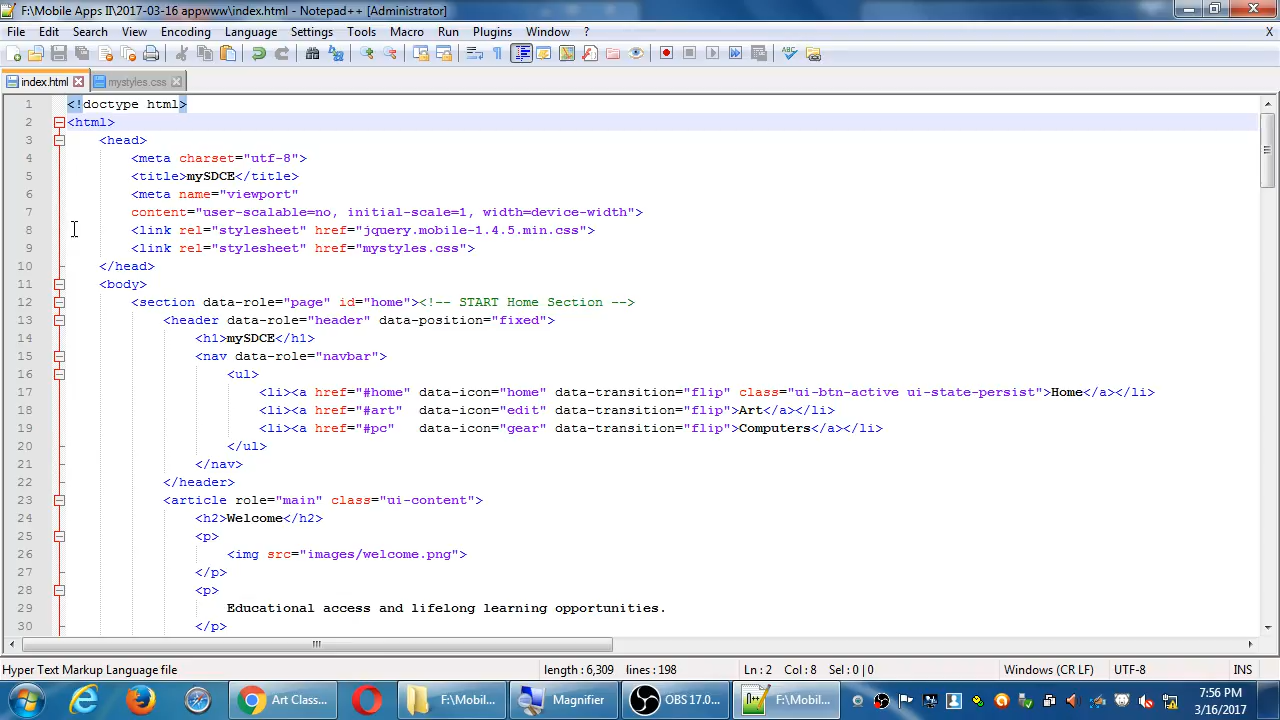 F:\Mobile Apps II\2017-03-16 appwww\index.html - Notepad++ [Administrator]
File Edit Search View Encoding Language Settings Tools Macro Run Plugins Window ? X
index.html mystyles.css
1 <!doctype html>
2 <html>
3 <head>
4 <meta charset="utf-8">
5 <title>mySDCE</title>
6 <meta name="viewport"
7 content="user-scalable=no, initial-scale=1, width=device-width">
8 <link rel="stylesheet" href="jquery.mobile-1.4.5.min.css">
9 <link rel="stylesheet" href="mystyles.css">
10 </head>
11 <body>
12 <section data-role="page" id="home"><!-- START Home Section -->
13 <header data-role="header" data-position="fixed">
14 <h1>mySDCE</h1>
15 <nav data-role="navbar">
16 <ul>
17 <li><a href="#home" data-icon="home" data-transition="flip" class="ui-btn-active ui-state-persist">Home</a></li>
18 <li><a href="#art" data-icon="edit" data-transition="flip">Art</a></li>
19 <li><a href="#pc" data-icon="gear" data-transition="flip">Computers</a></li>
20 </ul>
21 </nav>
22 </header>
23 <article role="main" class="ui-content">
24 <h2>Welcome</h2>
25 <p>
26 <img src="images/welcome.png">
27 </p>
28 <p>
29 Educational access and lifelong learning opportunities.
30 </p>
Hyper Text Markup Language file length : 6,309 lines : 198 Ln : 2 Col : 8 Sel : 0 | 0 Windows (CR LF) UTF-8 INS
Art Class... F:\Mobil... Magnifier OBS 17.0.... F:\Mobil... 7:56 PM
3/16/2017